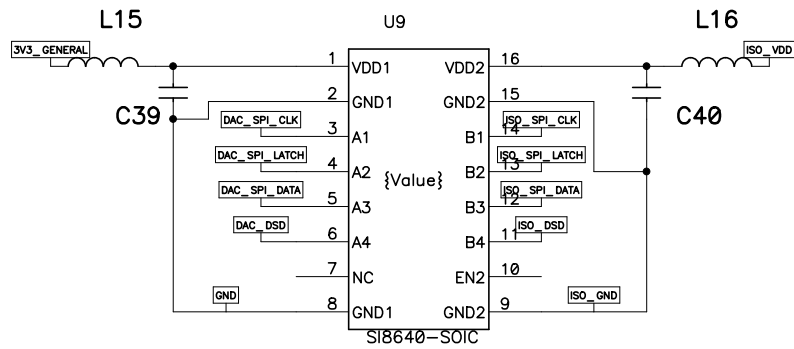 L15
U9
L16
3V3_GENERAL
ISO_VDD
1
VDD1
VDD2
16
2
GND1
GND2
15
C39
C40
DAC_SPI_CLK
3
A1
B1
14
ISO_SPI_CLK
DAC_SPI_LATCH
4
A2
B2
13
ISO_SPI_LATCH
{Value}
DAC_SPI_DATA
5
A3
B3
12
ISO_SPI_DATA
DAC_DSD
6
A4
B4
11
ISO_DSD
7
NC
EN2
10
GND
8
GND1
GND2
9
ISO_GND
SI8640-SOIC